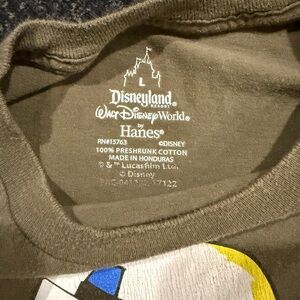 L
Disneyland
RESORT
Walt Disney World®
by
Hanes®
RN#15763 ©DISNEY
100% PRESHRUNK COTTON
MADE IN HONDURAS
© & ™ Lucasfilm Ltd.
© Disney